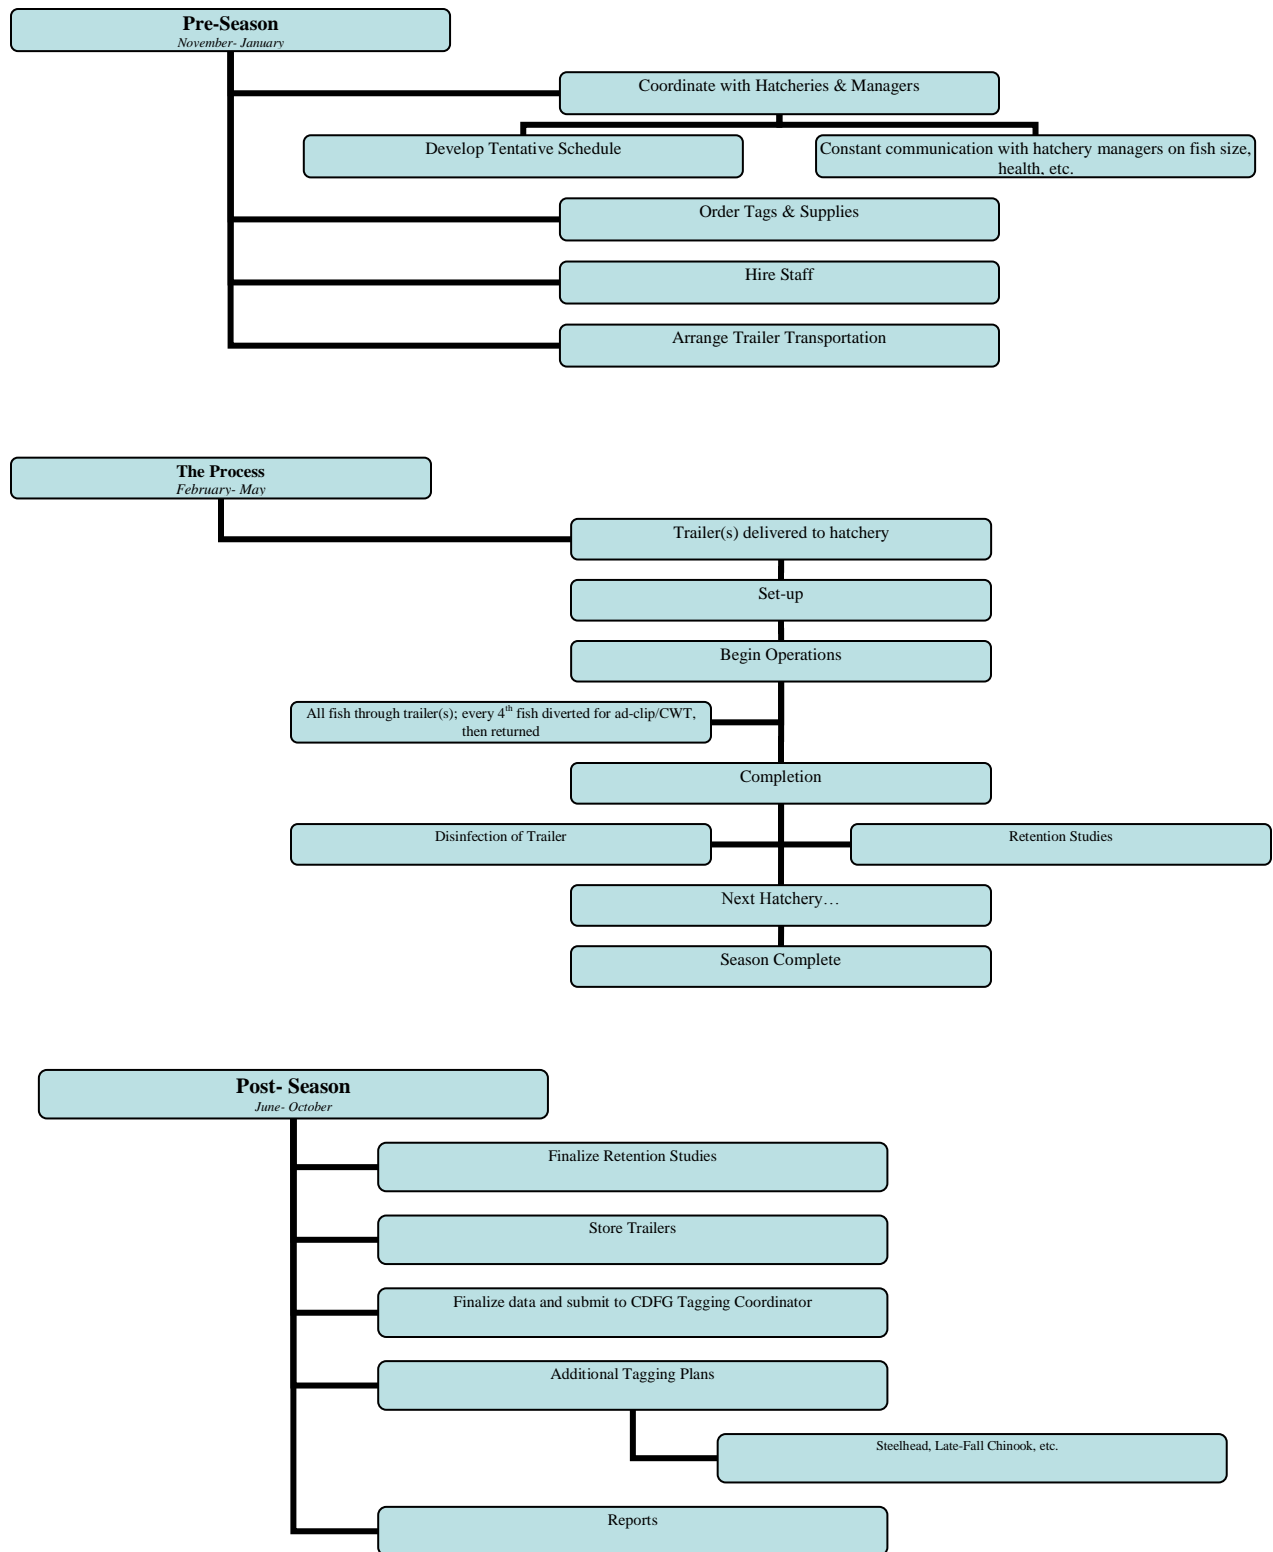 Pre-Season
November- January
Coordinate with Hatcheries & Managers
Develop Tentative Schedule
Constant communication with hatchery managers on fish size,
health, etc.
Order Tags & Supplies
Hire Staff
Arrange Trailer Transportation
The Process
February- May
Trailer(s) delivered to hatchery
Set-up
Begin Operations
All fish through trailer(s); every 4th fish diverted for ad-clip/CWT,
then returned
Completion
Disinfection of Trailer
Retention Studies
Next Hatchery…
Season Complete
Post- Season
June- October
Finalize Retention Studies
Store Trailers
Finalize data and submit to CDFG Tagging Coordinator
Additional Tagging Plans
Steelhead, Late-Fall Chinook, etc.
Reports